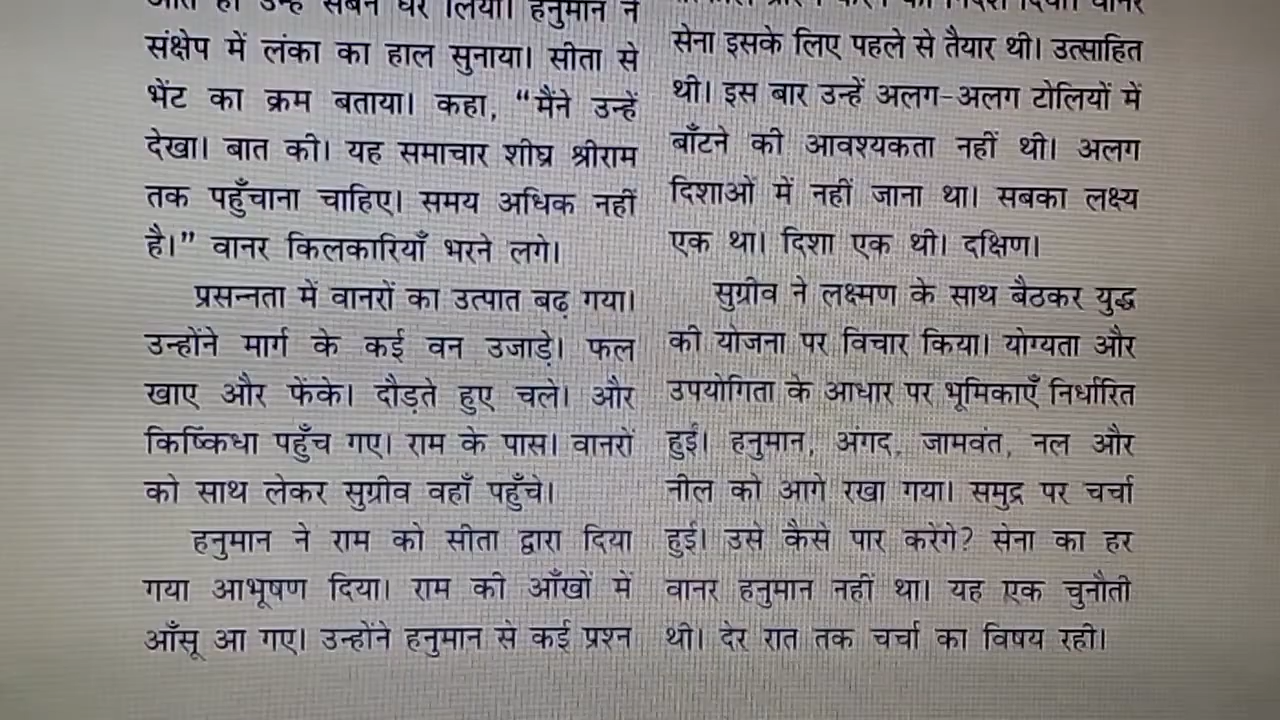 आते ही उन्हें सबने घेर लिया। हनुमान ने
संक्षेप में लंका का हाल सुनाया। सीता से
भेंट का क्रम बताया। कहा, “मैंने उन्हें
देखा। बात की। यह समाचार शीघ्र श्रीराम
तक पहुँचाना चाहिए। समय अधिक नहीं
है।” वानर किलकारियाँ भरने लगे।
प्रसन्नता में वानरों का उत्पात बढ़ गया।
उन्होंने मार्ग के कई वन उजाड़े। फल
खाए और फेंके। दौड़ते हुए चले। और
किष्किंधा पहुँच गए। राम के पास। वानरों
को साथ लेकर सुग्रीव वहाँ पहुँचे।
हनुमान ने राम को सीता द्वारा दिया
गया आभूषण दिया। राम की आँखों में
आँसू आ गए। उन्होंने हनुमान से कई प्रश्न
का निर्देश दिया। वानर
सेना इसके लिए पहले से तैयार थी। उत्साहित
थी। इस बार उन्हें अलग-अलग टोलियों में
बाँटने की आवश्यकता नहीं थी। अलग
दिशाओं में नहीं जाना था। सबका लक्ष्य
एक था। दिशा एक थी। दक्षिण।
सुग्रीव ने लक्ष्मण के साथ बैठकर युद्ध
की योजना पर विचार किया। योग्यता और
उपयोगिता के आधार पर भूमिकाएँ निर्धारित
हुईं। हनुमान, अंगद, जामवंत, नल और
नील को आगे रखा गया। समुद्र पर चर्चा
हुई। उसे कैसे पार करेंगे? सेना का हर
वानर हनुमान नहीं था। यह एक चुनौती
थी। देर रात तक चर्चा का विषय रही।